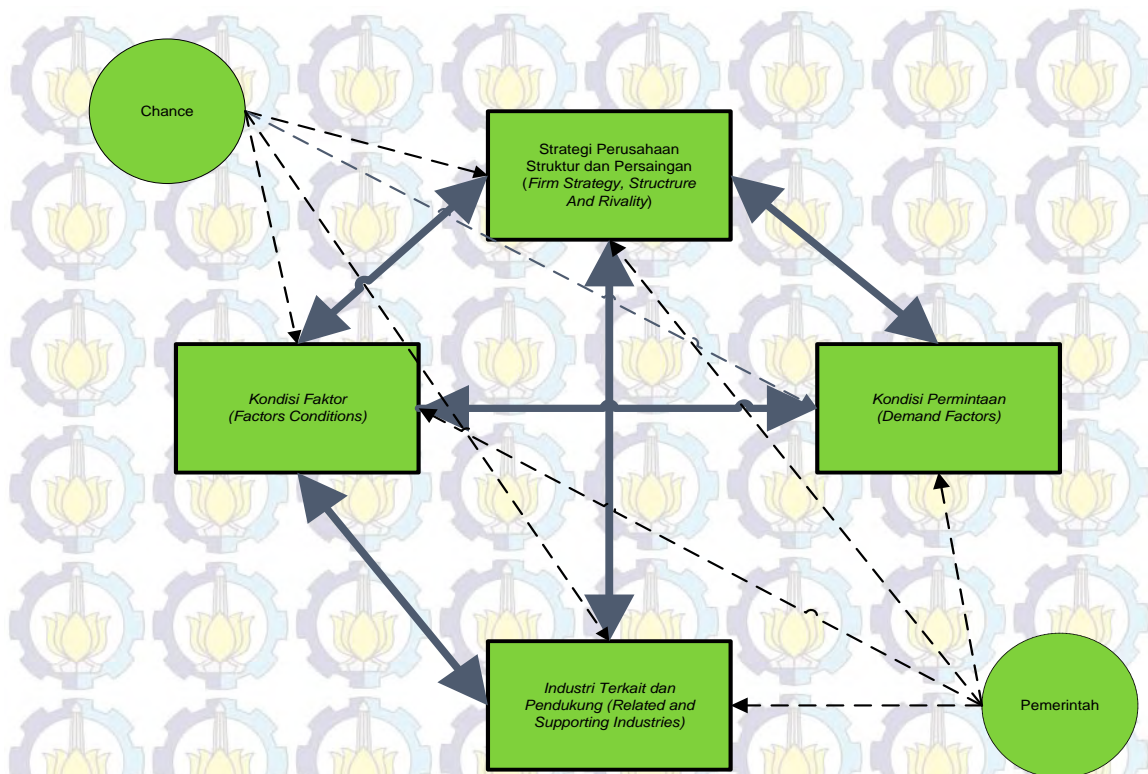 Chance
Strategi Perusahaan
Struktur dan Persaingan
(Firm Strategy, Structrure
And Rivality)
Kondisi Faktor
(Factors Conditions)
Kondisi Permintaan
(Demand Factors)
Industri Terkait dan
Pendukung (Related and
Supporting Industries)
Pemerintah